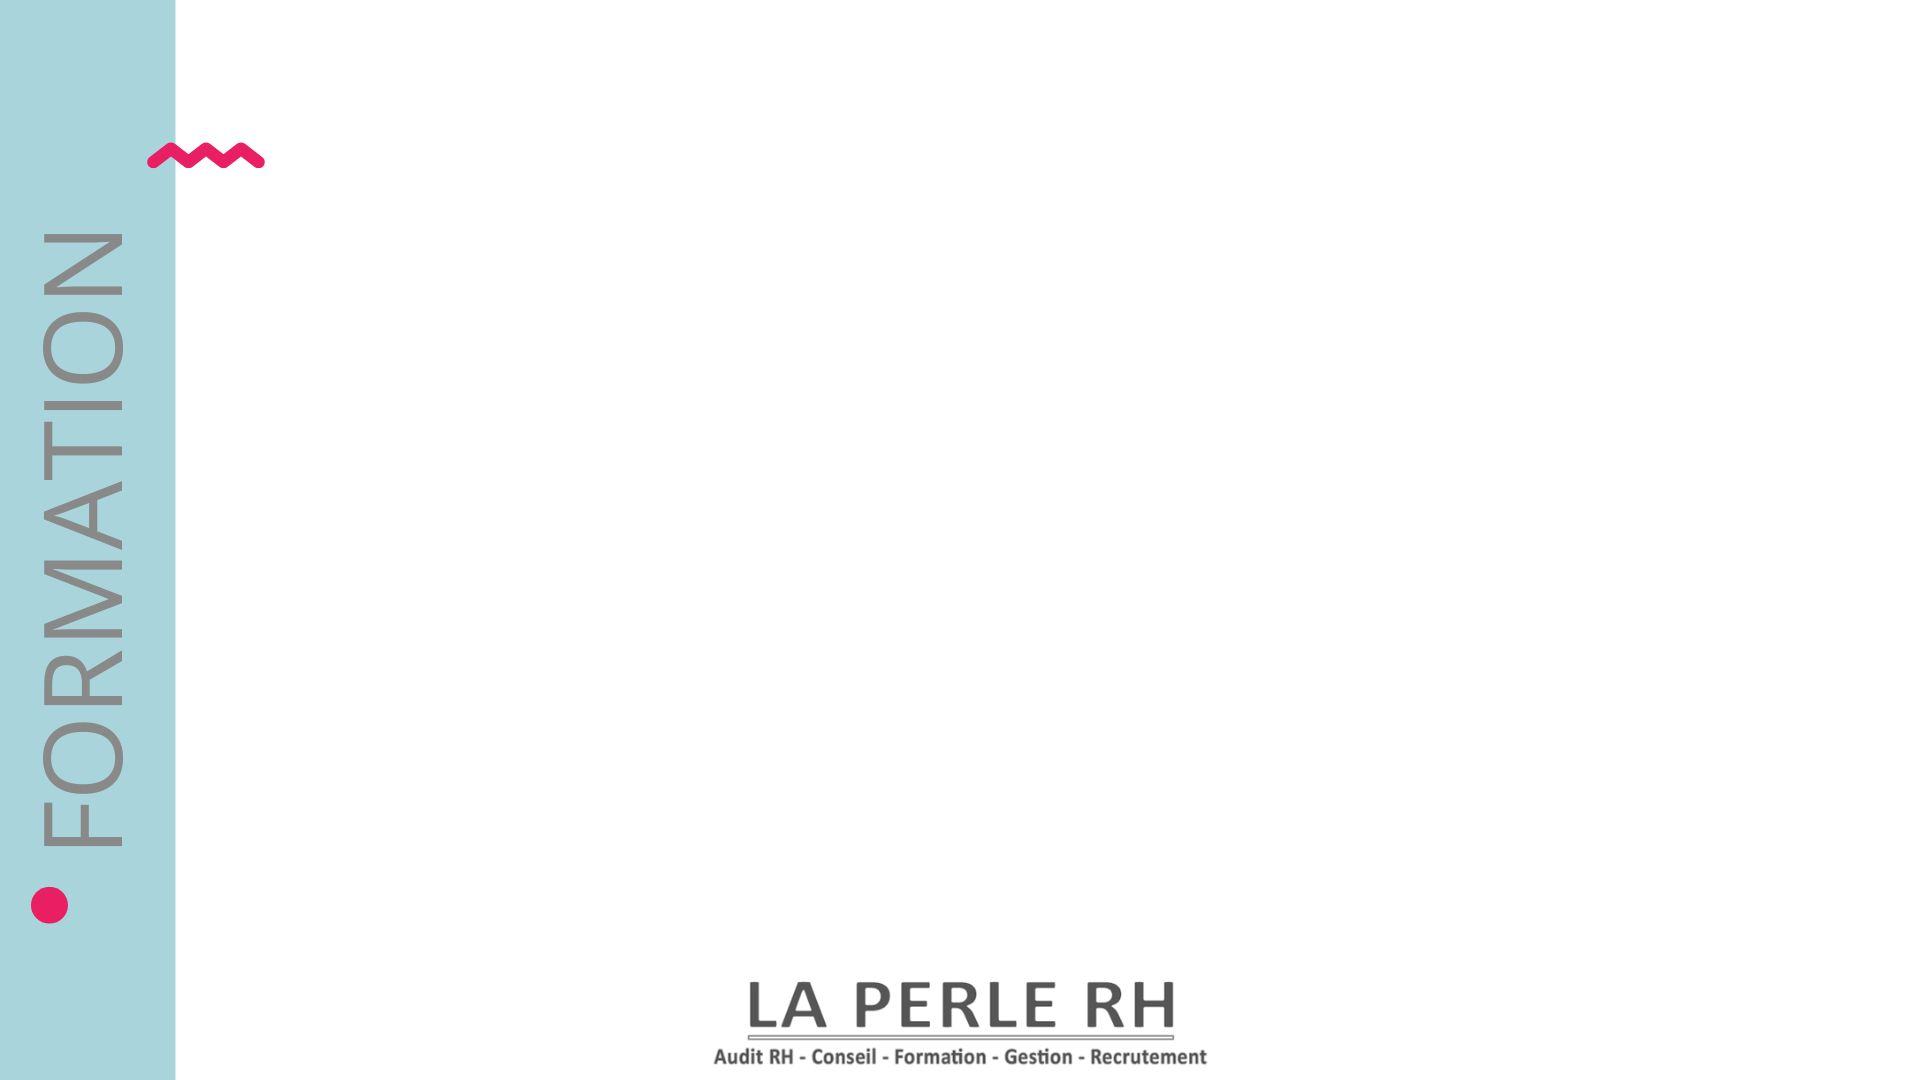 FORMATION
LA PERLE RH
Audit RH - Conseil - Formation - Gestion - Recrutement